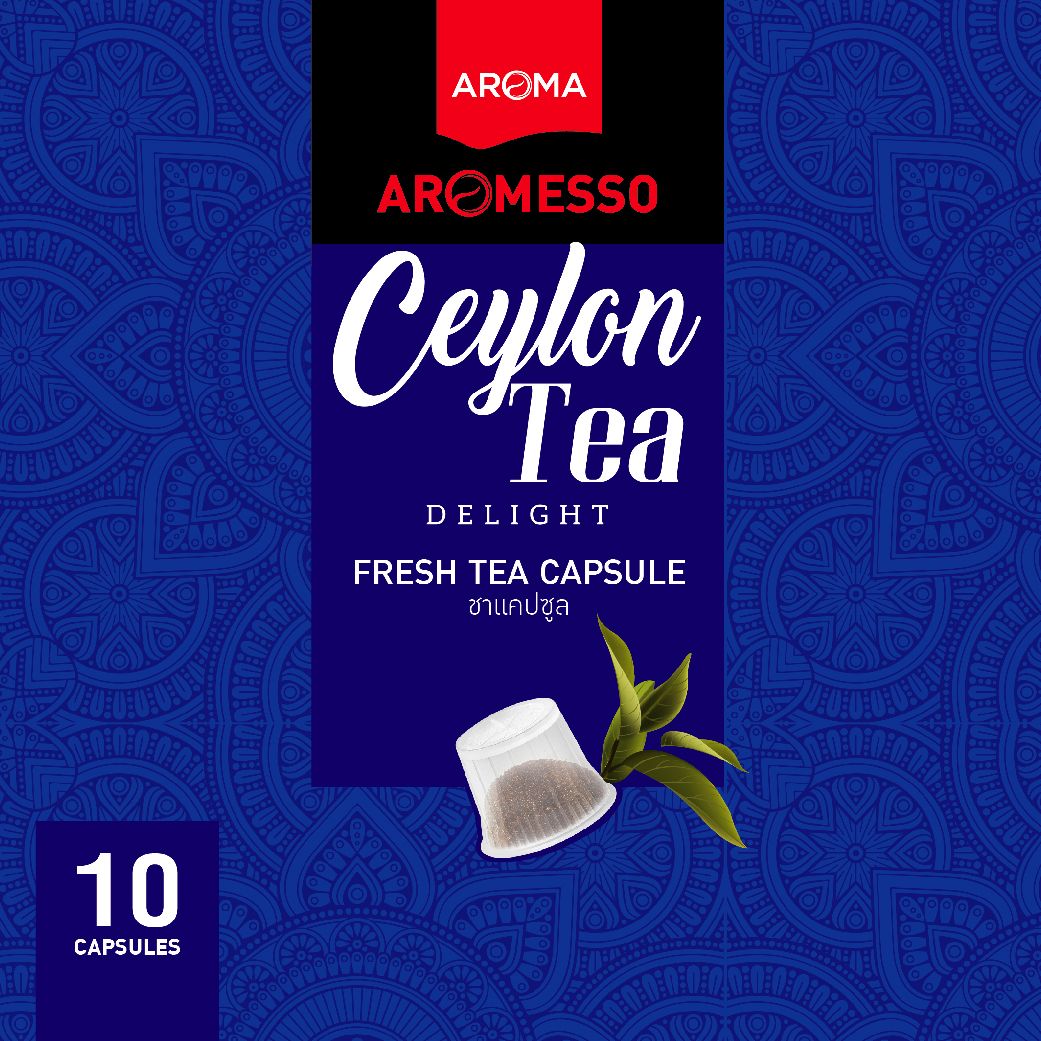 AROMA
AROMESSO
Ceylon
Tea
DELIGHT
FRESH TEA CAPSULE
ชาแคปซูล
10
CAPSULES